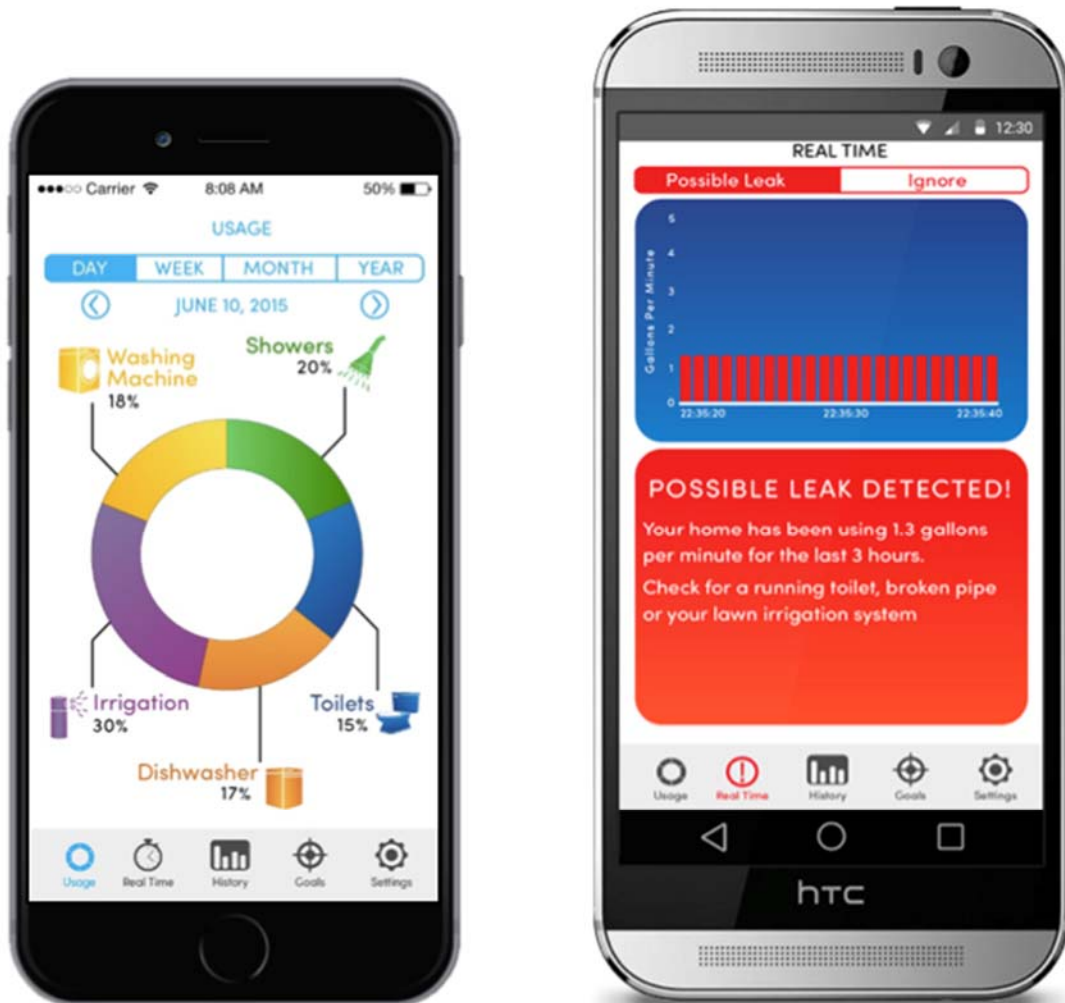 Carrier 8:08 AM 50%
USAGE
DAY WEEK MONTH YEAR
JUNE 10, 2015
Washing
Machine
18%
Showers
20%
Irrigation
30%
Toilets
15%
Dishwasher
17%
Usage Real Time History Goals Settings
12:30
REAL TIME
Possible Leak Ignore
Gallons Per Minute
5
4
3
2
1
0
22:35:20 22:35:30 22:35:40
POSSIBLE LEAK DETECTED!
Your home has been using 1.3 gallons
per minute for the last 3 hours.
Check for a running toilet, broken pipe
or your lawn irrigation system
Usage Real Time History Goals Settings
hTC